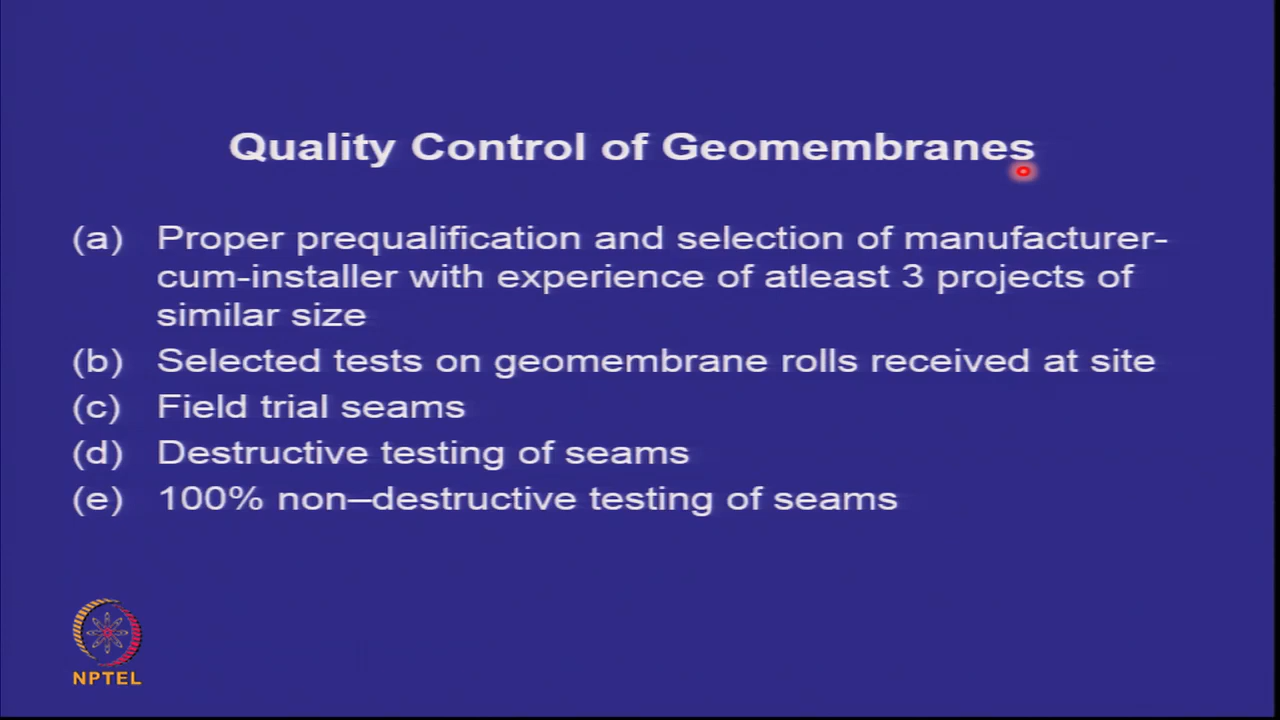 Quality Control of Geomembranes
(a) Proper prequalification and selection of manufacturer-
cum-installer with experience of atleast 3 projects of
similar size
(b) Selected tests on geomembrane rolls received at site
(c) Field trial seams
(d) Destructive testing of seams
(e) 100% non–destructive testing of seams
NPTEL